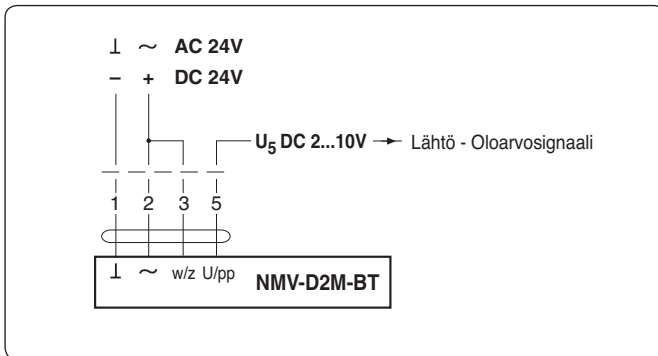 ⊥ ~ AC 24V
– + DC 24V
U5 DC 2...10V → Lähtö - Oloarvosignaali
1 2 3 5
⊥ ~ w/z U/pp NMV-D2M-BT